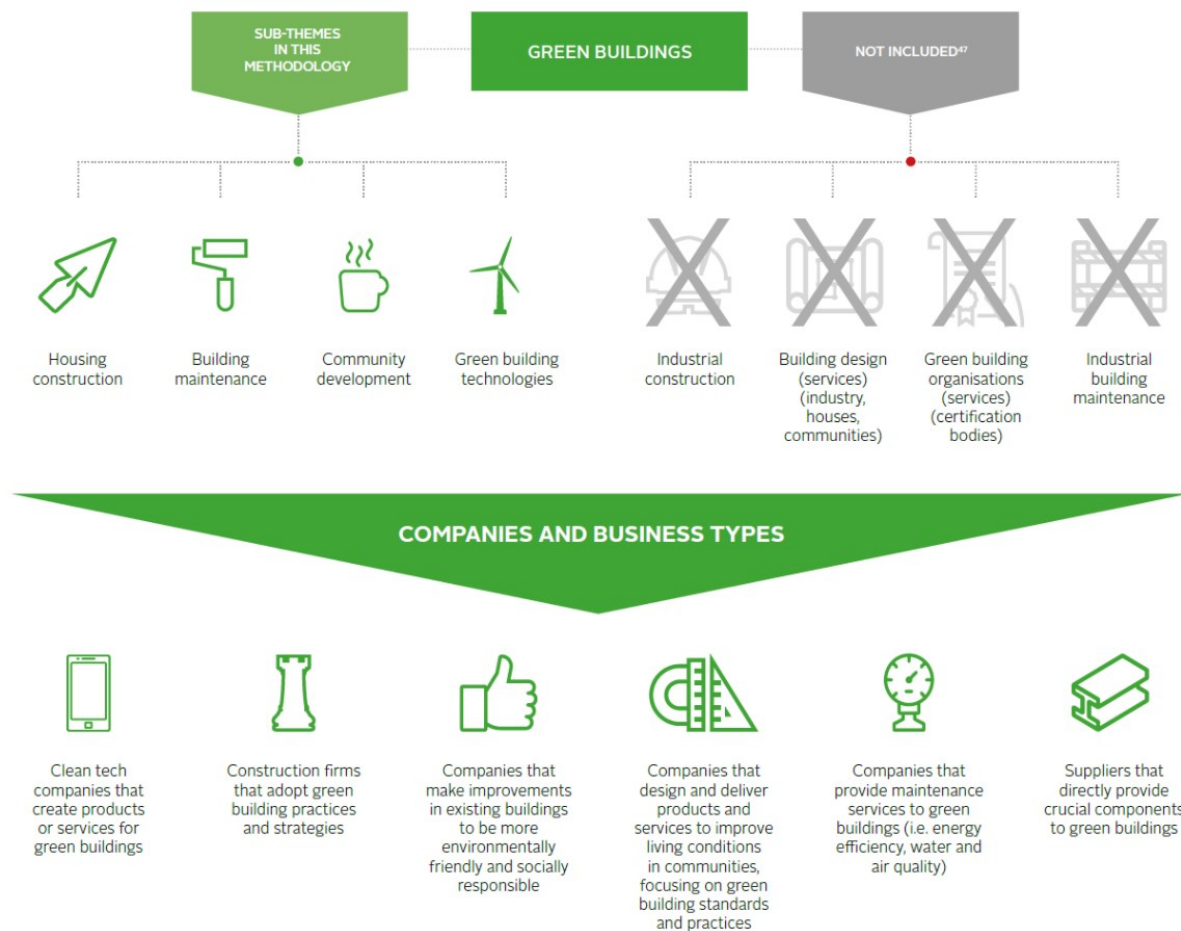 SUB-THEMES
IN THIS
METHODOLOGY
GREEN BUILDINGS
NOT INCLUDED47
Housing
construction
Building
maintenance
Community
development
Green building
technologies
Industrial
construction
Building design
(services)
(industry,
houses,
communities)
Green building
organisations
(services)
(certification
bodies)
Industrial
building
maintenance
COMPANIES AND BUSINESS TYPES
Clean tech
companies that
create products
or services for
green buildings
Construction firms
that adopt green
building practices
and strategies
Companies that
make improvements
in existing buildings
to be more
environmentally
friendly and socially
responsible
Companies that
design and deliver
products and
services to improve
living conditions
in communities,
focusing on green
building standards
and practices
Companies that
provide maintenance
services to green
buildings (i.e. energy
efficiency, water and
air quality)
Suppliers that
directly provide
crucial components
to green buildings